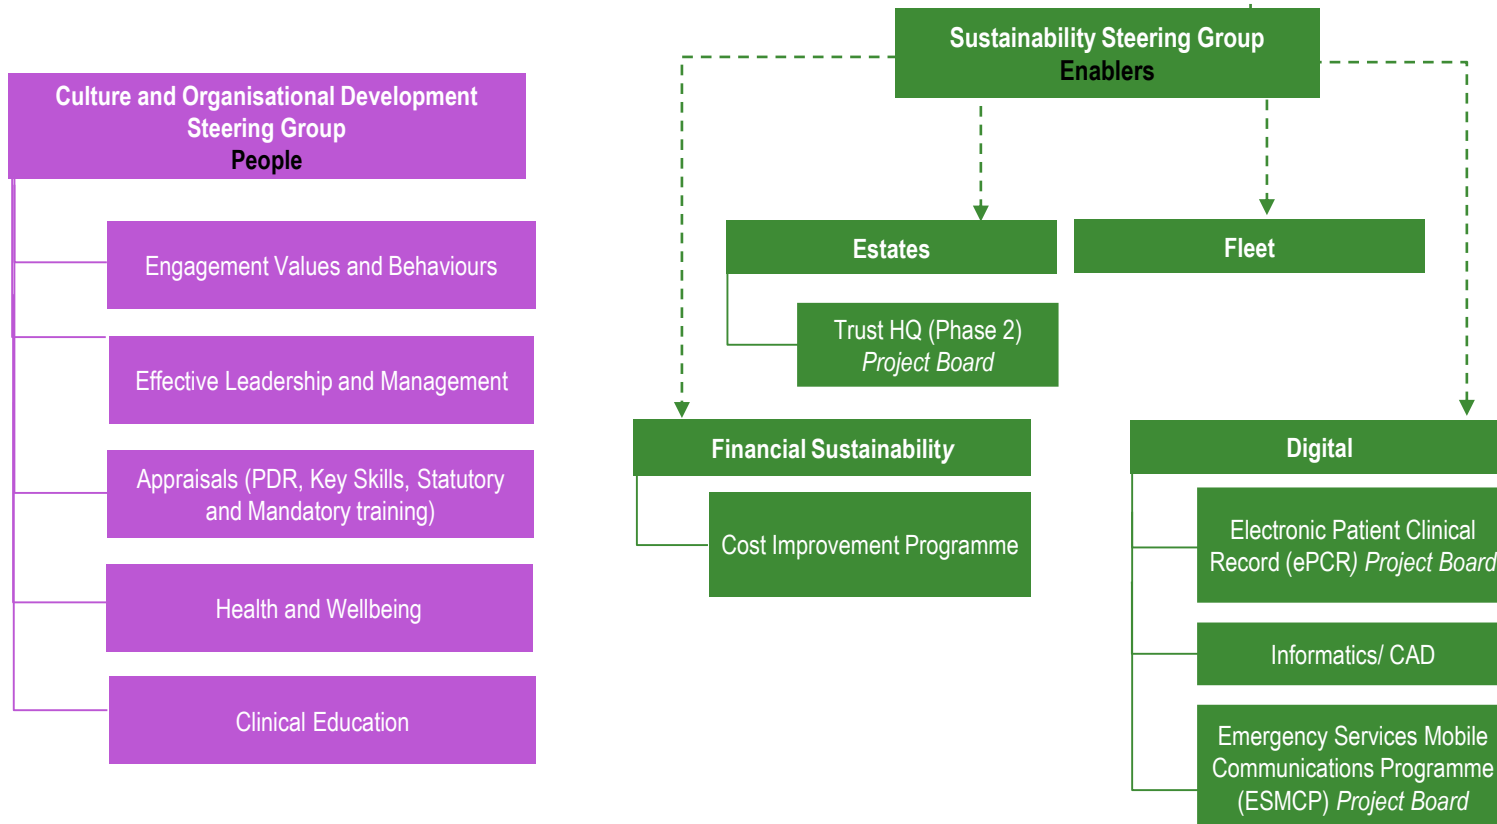 Culture and Organisational Development
Steering Group
People
Engagement Values and Behaviours
Effective Leadership and Management
Appraisals (PDR, Key Skills, Statutory
and Mandatory training)
Health and Wellbeing
Clinical Education
Sustainability Steering Group
Enablers
Estates
Trust HQ (Phase 2)
Project Board
Fleet
Financial Sustainability
Cost Improvement Programme
Digital
Electronic Patient Clinical
Record (ePCR) Project Board
Informatics/ CAD
Emergency Services Mobile
Communications Programme
(ESMCP) Project Board